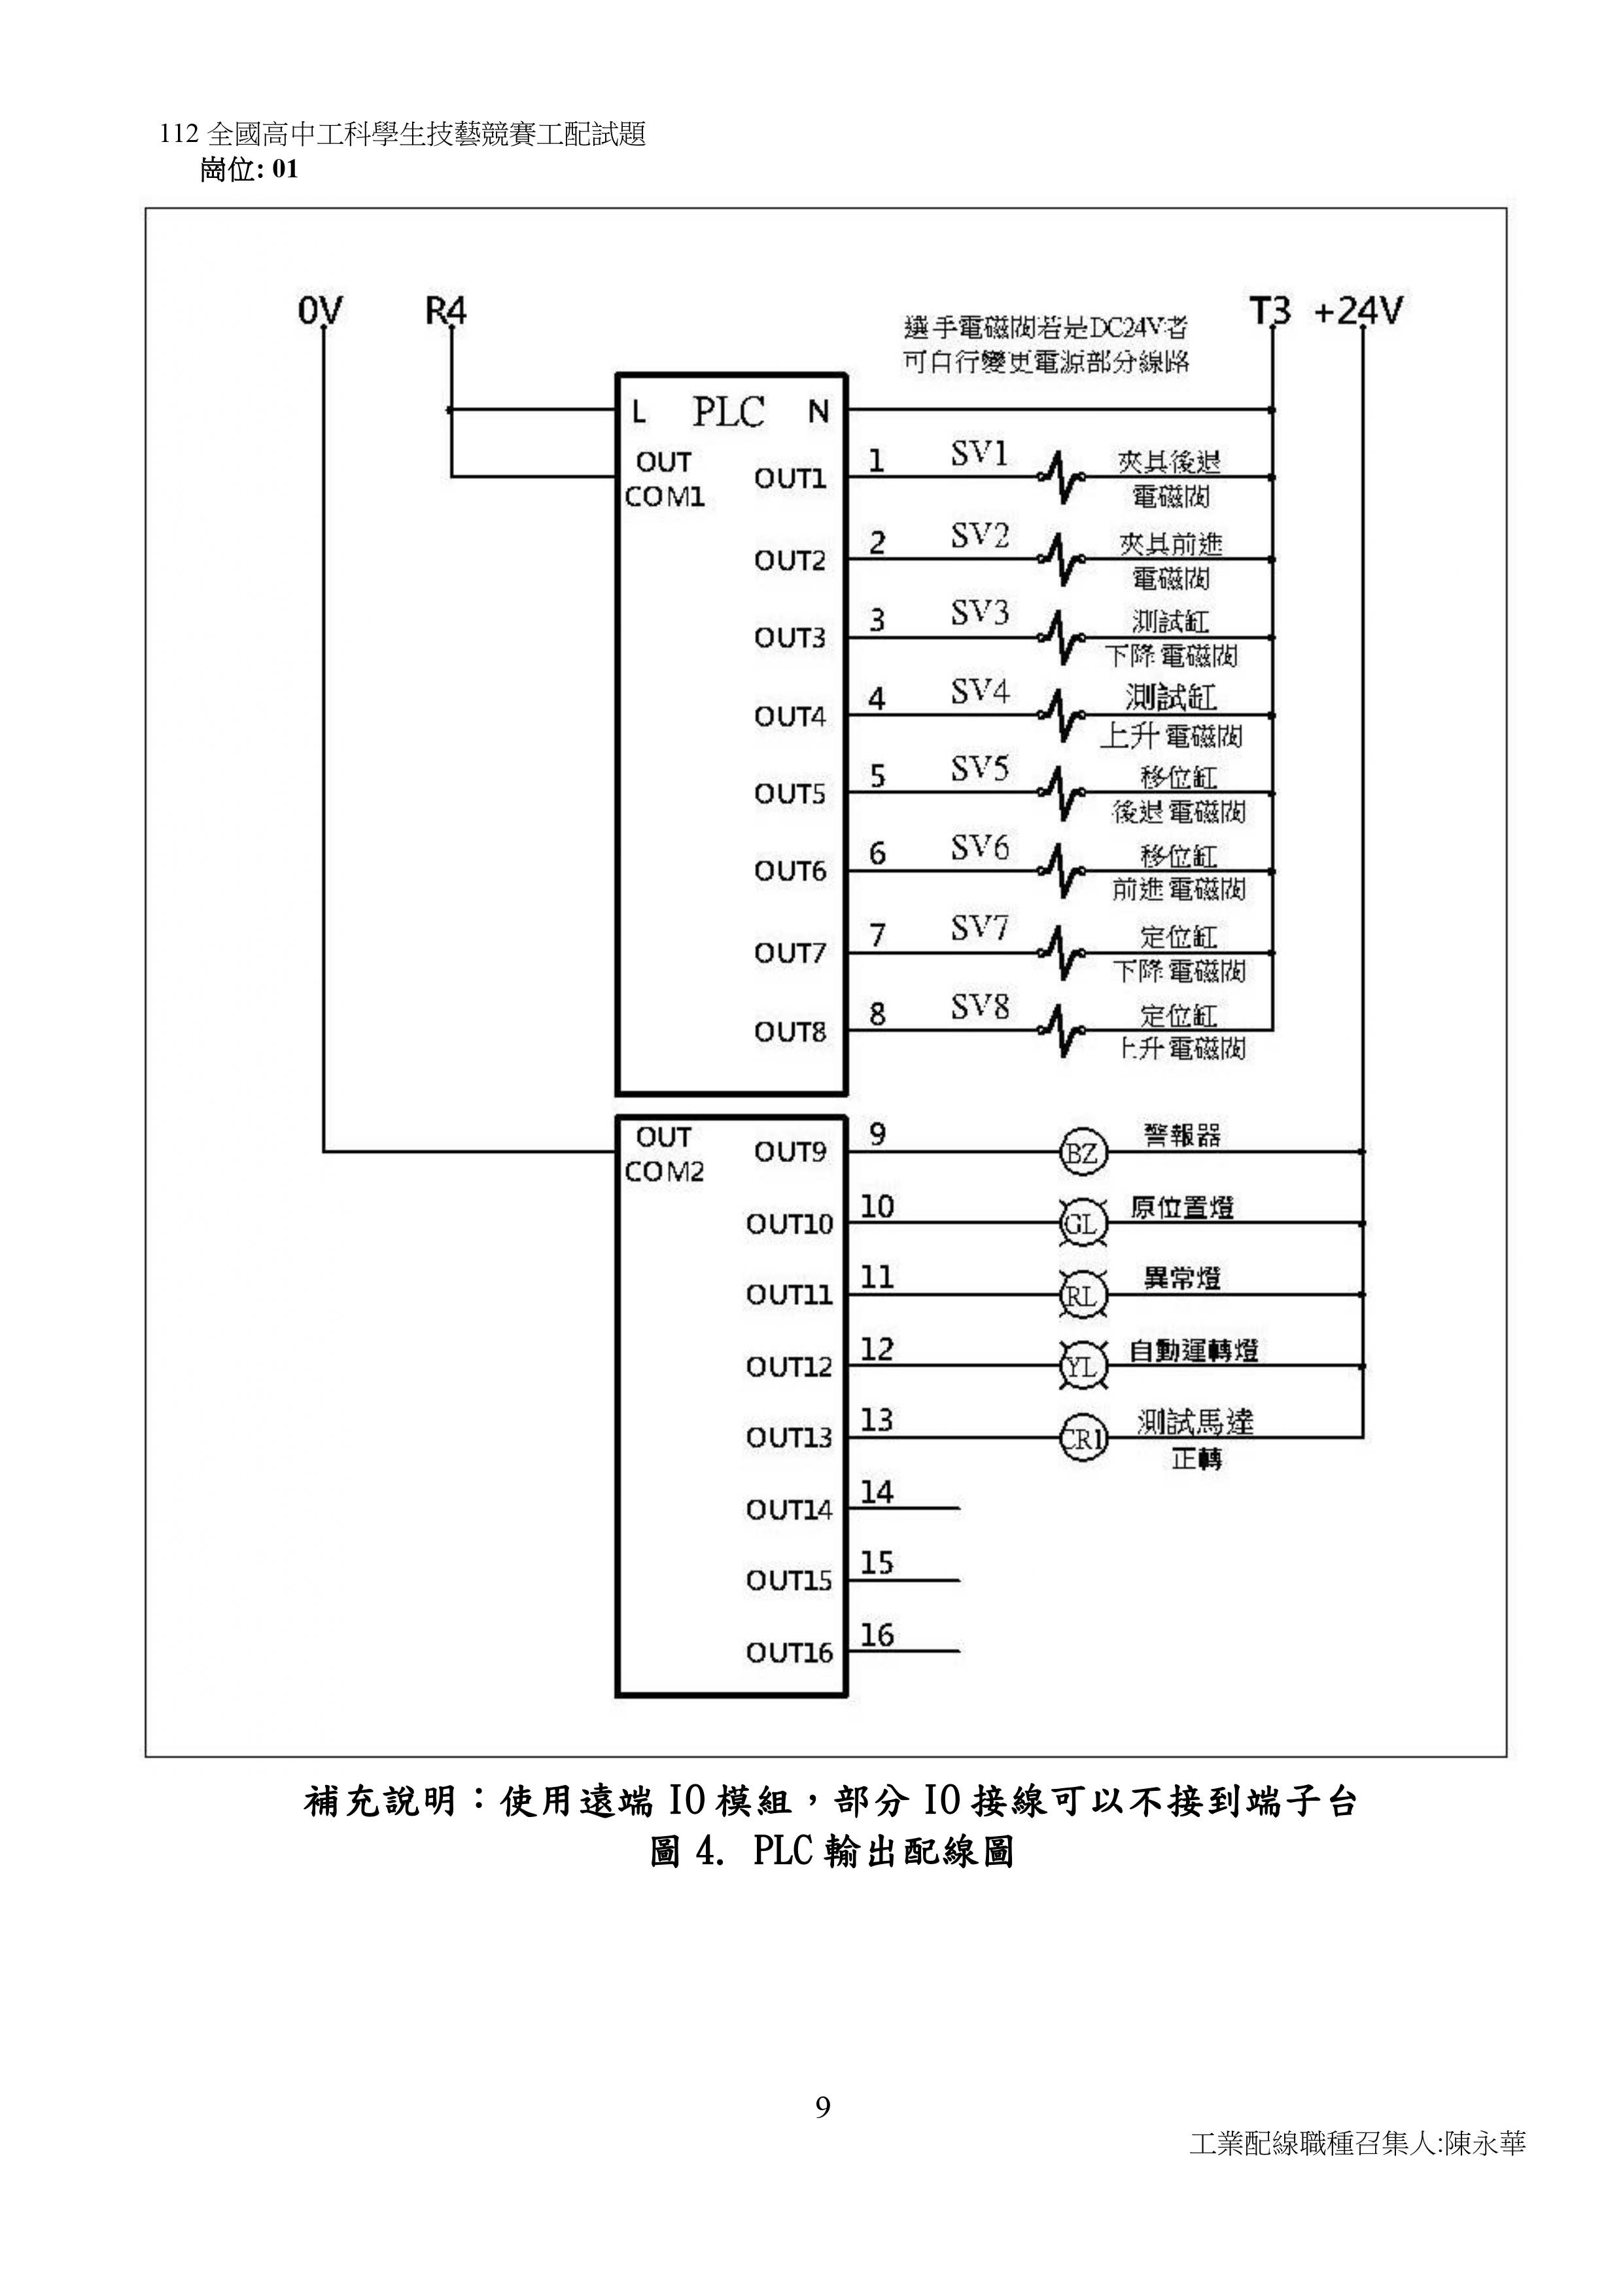 112 全國高中工科學生技藝競賽工配試題
崗位: 01
0V R4 T3 +24V
選手電磁閥若是DC24V者
可自行變更電源部分線路
L PLC N
OUT COM1
OUT1 1 SV1 夾具後退
電磁閥
OUT2 2 SV2 夾具前進
電磁閥
OUT3 3 SV3 測試缸
下降電磁閥
OUT4 4 SV4 測試缸
上升電磁閥
OUT5 5 SV5 移位缸
後退電磁閥
OUT6 6 SV6 移位缸
前進電磁閥
OUT7 7 SV7 定位缸
下降電磁閥
OUT8 8 SV8 定位缸
上升電磁閥
OUT COM2
OUT9 9 BZ 警報器
OUT10 10 GL 原位置燈
OUT11 11 RL 異常燈
OUT12 12 YL 自動運轉燈
OUT13 13 CR1 測試馬達
正轉
OUT14 14
OUT15 15
OUT16 16
補充說明：使用遠端 IO 模組，部分 IO 接線可以不接到端子台
圖 4. PLC 輸出配線圖
9
工業配線職種召集人:陳永華